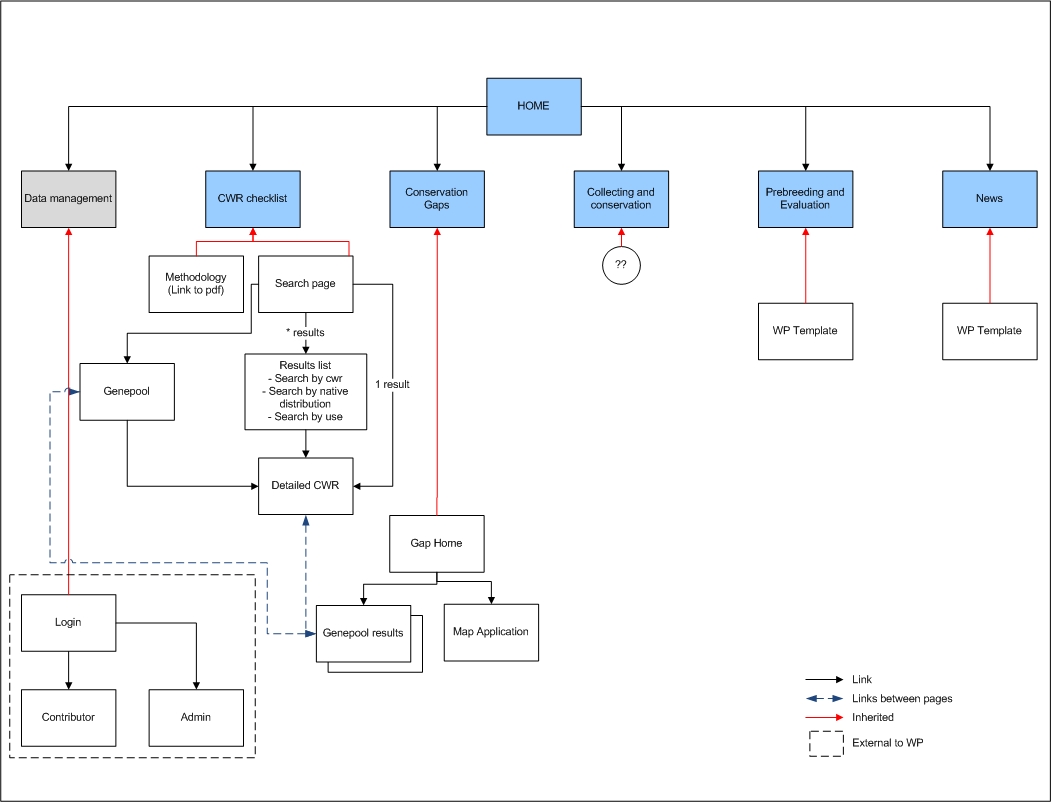 HOME
Data management
CWR checklist
Conservation
Gaps
Collecting and
conservation
Prebreeding and
Evaluation
News
Methodology
(Link to pdf)
Search page
??
* results
WP Template
WP Template
Genepool
Results list
- Search by cwr
- Search by native
distribution
- Search by use
1 result
Detailed CWR
Gap Home
Login
Genepool results
Map Application
Contributor
Admin
Link
Links between pages
Inherited
External to WP